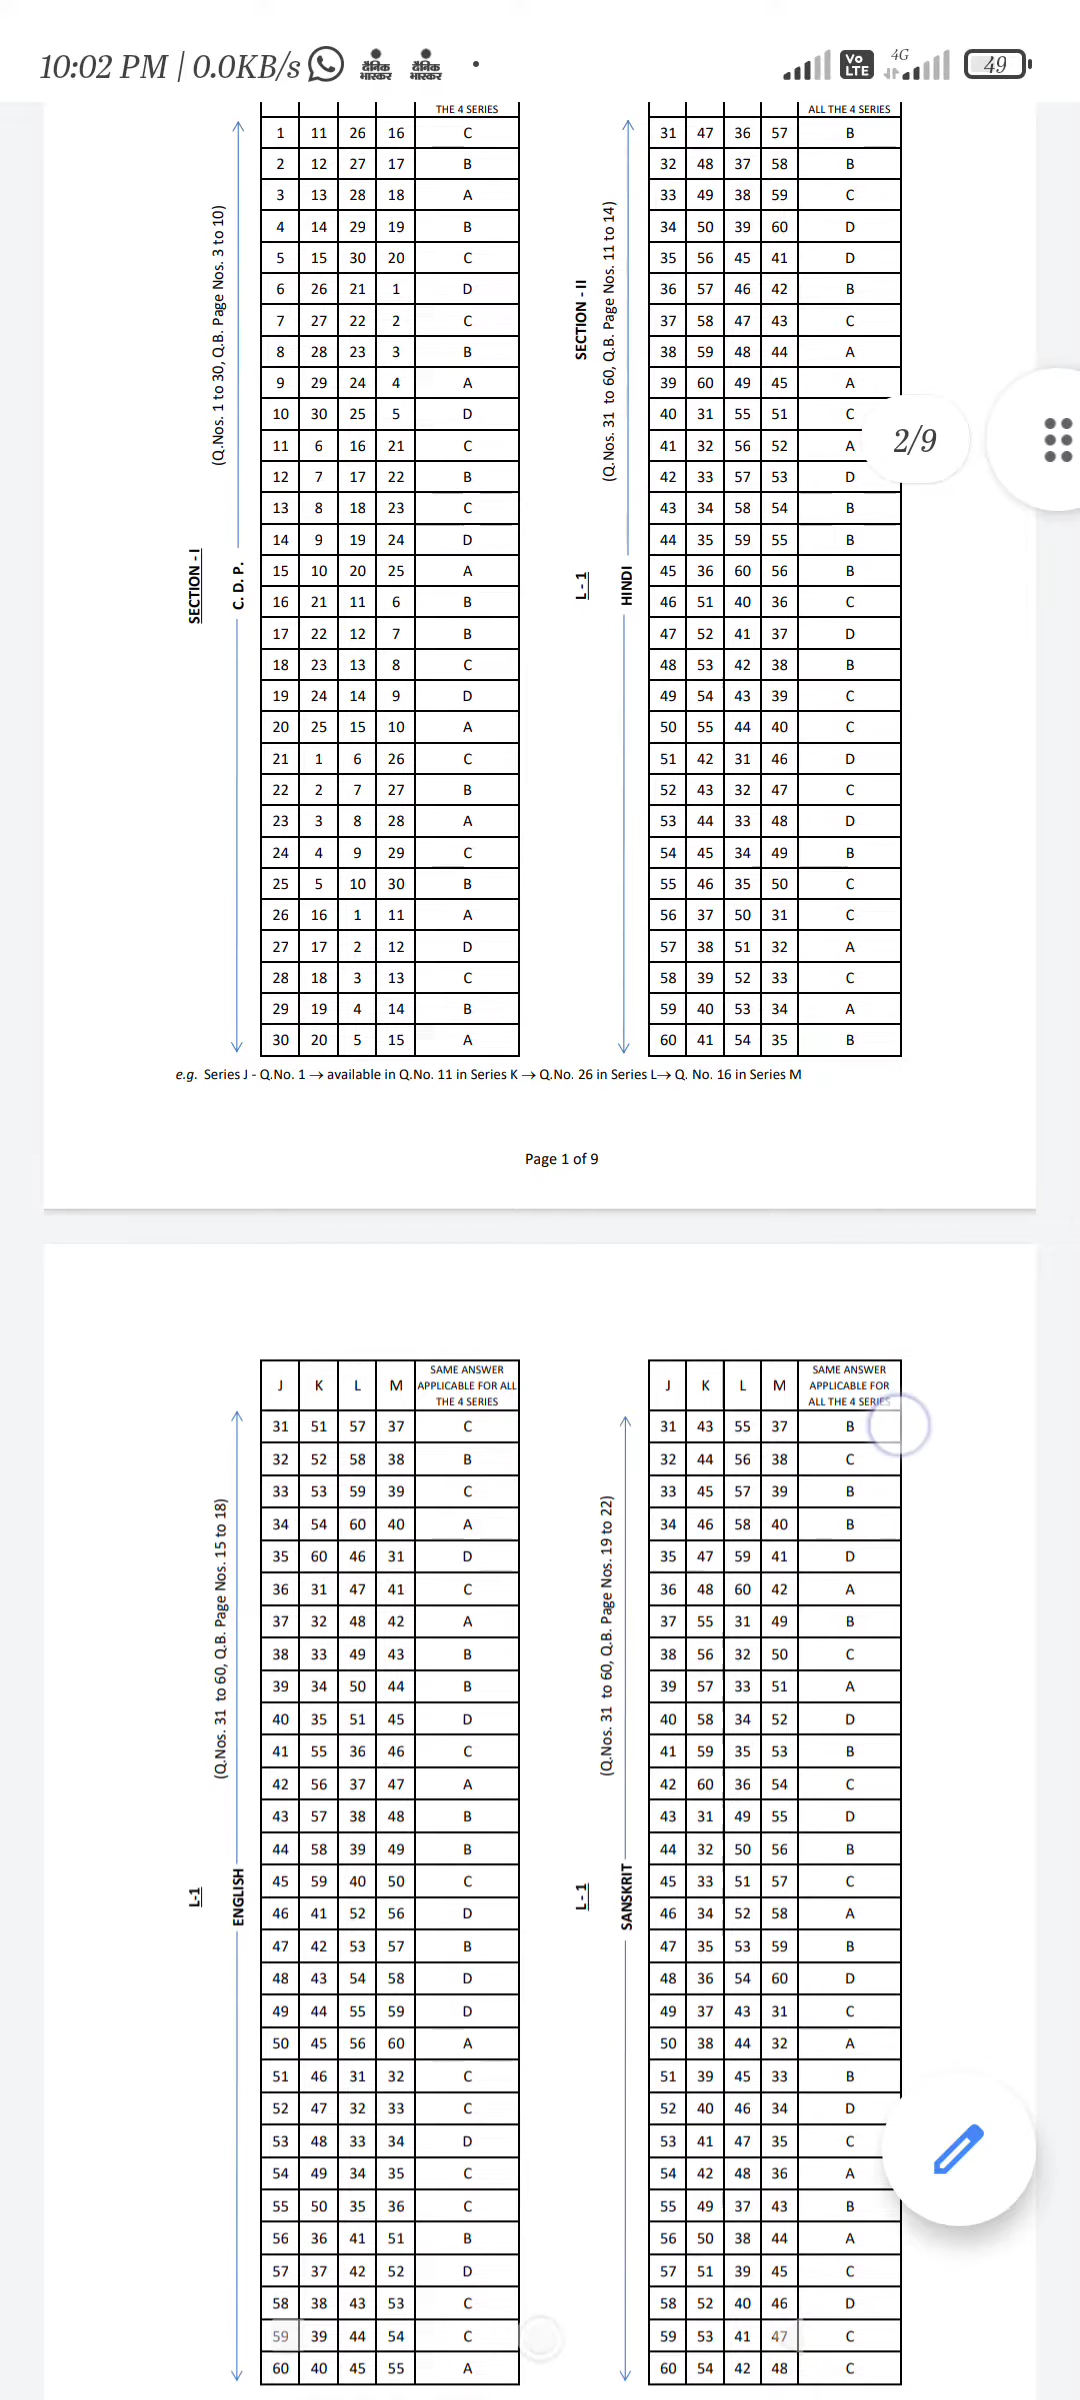 10:02 PM | 0.0KB/s दैनिक भास्कर दैनिक भास्कर • Vo LTE 4G 49
THE 4 SERIES
ALL THE 4 SERIES
SECTION - I
C. D. P.
(Q.Nos. 1 to 30, Q.B. Page Nos. 3 to 10)
1 11 26 16 C
2 12 27 17 B
3 13 28 18 A
4 14 29 19 B
5 15 30 20 C
6 26 21 1 D
7 27 22 2 C
8 28 23 3 B
9 29 24 4 A
10 30 25 5 D
11 6 16 21 C
12 7 17 22 B
13 8 18 23 C
14 9 19 24 D
15 10 20 25 A
16 21 11 6 B
17 22 12 7 B
18 23 13 8 C
19 24 14 9 D
20 25 15 10 A
21 1 6 26 C
22 2 7 27 B
23 3 8 28 A
24 4 9 29 C
25 5 10 30 B
26 16 1 11 A
27 17 2 12 D
28 18 3 13 C
29 19 4 14 B
30 20 5 15 A
SECTION - II
L - 1
HINDI
(Q.Nos. 31 to 60, Q.B. Page Nos. 11 to 14)
31 47 36 57 B
32 48 37 58 B
33 49 38 59 C
34 50 39 60 D
35 56 45 41 D
36 57 46 42 B
37 58 47 43 C
38 59 48 44 A
39 60 49 45 A
40 31 55 51 C
41 32 56 52 A
42 33 57 53 D
43 34 58 54 B
44 35 59 55 B
45 36 60 56 B
46 51 40 36 C
47 52 41 37 D
48 53 42 38 B
49 54 43 39 C
50 55 44 40 C
51 42 31 46 D
52 43 32 47 C
53 44 33 48 D
54 45 34 49 B
55 46 35 50 C
56 37 50 31 C
57 38 51 32 A
58 39 52 33 C
59 40 53 34 A
60 41 54 35 B
2/9
e.g. Series J - Q.No. 1 → available in Q.No. 11 in Series K → Q.No. 26 in Series L→ Q. No. 16 in Series M
Page 1 of 9
L-1
ENGLISH
(Q.Nos. 31 to 60, Q.B. Page Nos. 15 to 18)
J K L M SAME ANSWER APPLICABLE FOR ALL THE 4 SERIES
31 51 57 37 C
32 52 58 38 B
33 53 59 39 C
34 54 60 40 A
35 60 46 31 D
36 31 47 41 C
37 32 48 42 A
38 33 49 43 B
39 34 50 44 B
40 35 51 45 D
41 55 36 46 C
42 56 37 47 A
43 57 38 48 B
44 58 39 49 B
45 59 40 50 C
46 41 52 56 D
47 42 53 57 B
48 43 54 58 D
49 44 55 59 D
50 45 56 60 A
51 46 31 32 C
52 47 32 33 C
53 48 33 34 D
54 49 34 35 C
55 50 35 36 C
56 36 41 51 B
57 37 42 52 D
58 38 43 53 C
59 39 44 54 C
60 40 45 55 A
L - 1
SANSKRIT
(Q.Nos. 31 to 60, Q.B. Page Nos. 19 to 22)
J K L M SAME ANSWER APPLICABLE FOR ALL THE 4 SERIES
31 43 55 37 B
32 44 56 38 C
33 45 57 39 B
34 46 58 40 B
35 47 59 41 D
36 48 60 42 A
37 55 31 49 B
38 56 32 50 C
39 57 33 51 A
40 58 34 52 D
41 59 35 53 B
42 60 36 54 C
43 31 49 55 D
44 32 50 56 B
45 33 51 57 C
46 34 52 58 A
47 35 53 59 B
48 36 54 60 D
49 37 43 31 C
50 38 44 32 A
51 39 45 33 B
52 40 46 34 D
53 41 47 35 C
54 42 48 36 A
55 49 37 43 B
56 50 38 44 A
57 51 39 45 C
58 52 40 46 D
59 53 41 47 C
60 54 42 48 C